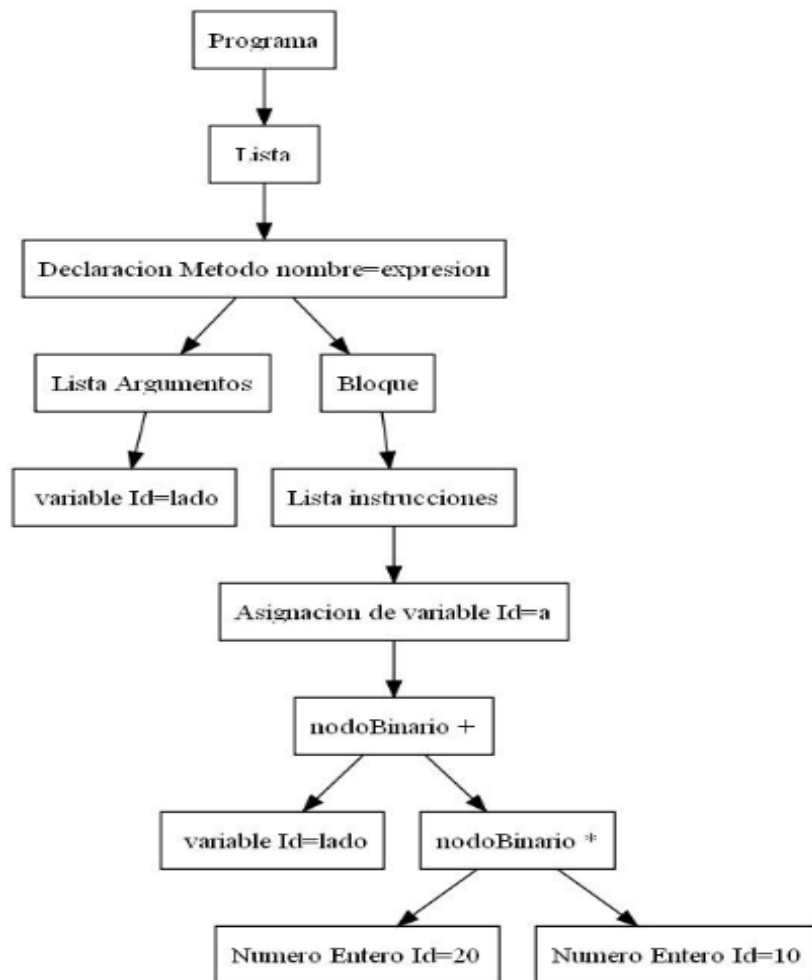 Programa
Lista
Declaracion Metodo nombre=expresion
Lista Argumentos
Bloque
variable Id=lado
Lista instrucciones
Asignacion de variable Id=a
nodoBinario +
variable Id=lado
nodoBinario *
Numero Entero Id=20
Numero Entero Id=10